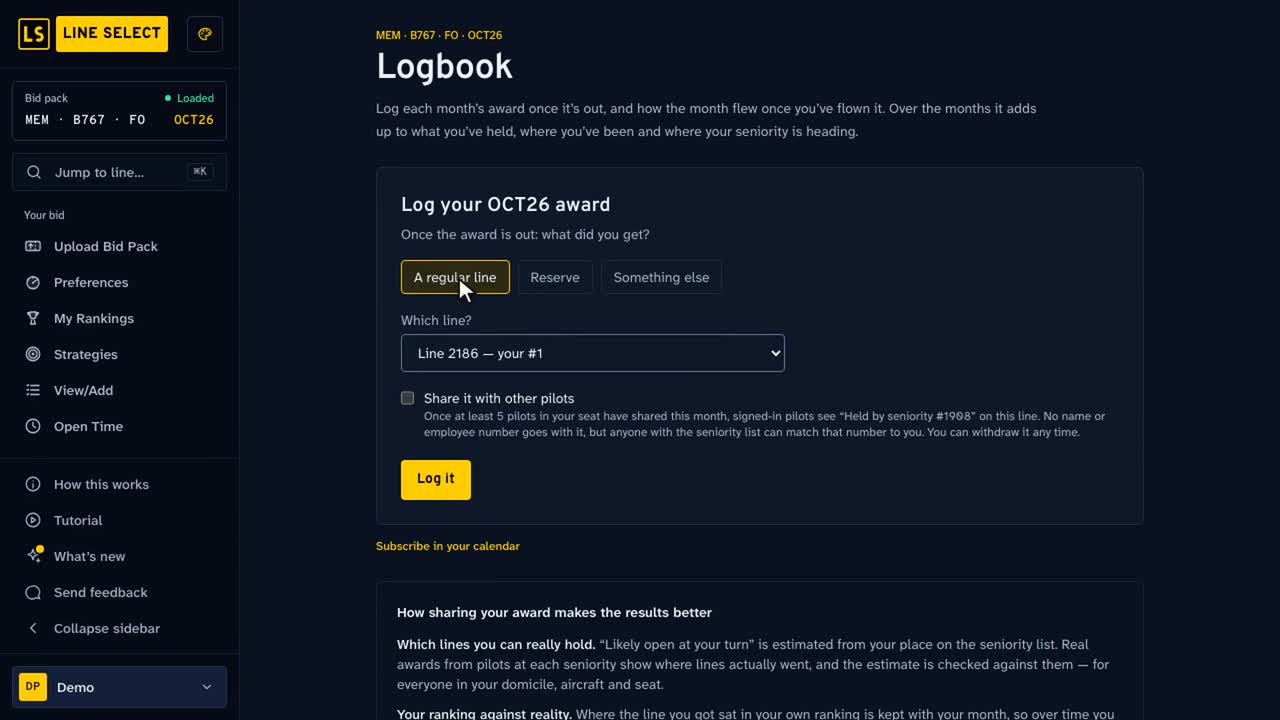 LS LINE SELECT
Bid pack Loaded
MEM · B767 · FO OCT26
Jump to line... ⌘K
Your bid
Upload Bid Pack
Preferences
My Rankings
Strategies
View/Add
Open Time
How this works
Tutorial
What's new
Send feedback
Collapse sidebar
DP Demo
MEM · B767 · FO · OCT26
Logbook
Log each month's award once it's out, and how the month flew once you've flown it. Over the months it adds
up to what you've held, where you've been and where your seniority is heading.
Log your OCT26 award
Once the award is out: what did you get?
A regular line Reserve Something else
Which line?
Line 2186 — your #1
Share it with other pilots
Once at least 5 pilots in your seat have shared this month, signed-in pilots see “Held by seniority #1908” on this line. No name or
employee number goes with it, but anyone with the seniority list can match that number to you. You can withdraw it any time.
Log it
Subscribe in your calendar
How sharing your award makes the results better
Which lines you can really hold. “Likely open at your turn” is estimated from your place on the seniority list. Real
awards from pilots at each seniority show where lines actually went, and the estimate is checked against them — for
everyone in your domicile, aircraft and seat.
Your ranking against reality. Where the line you got sat in your own ranking is kept with your month, so over time you